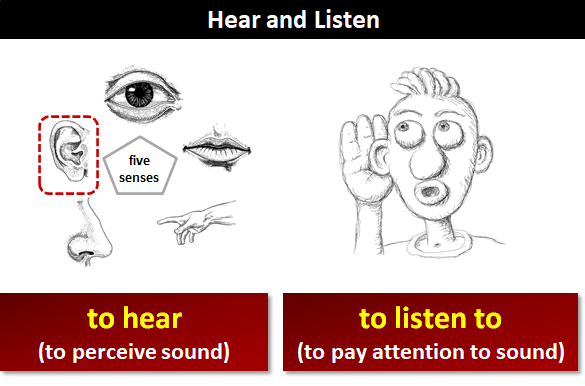 Hear and Listen
five
senses
to hear
(to perceive sound)
to listen to
(to pay attention to sound)